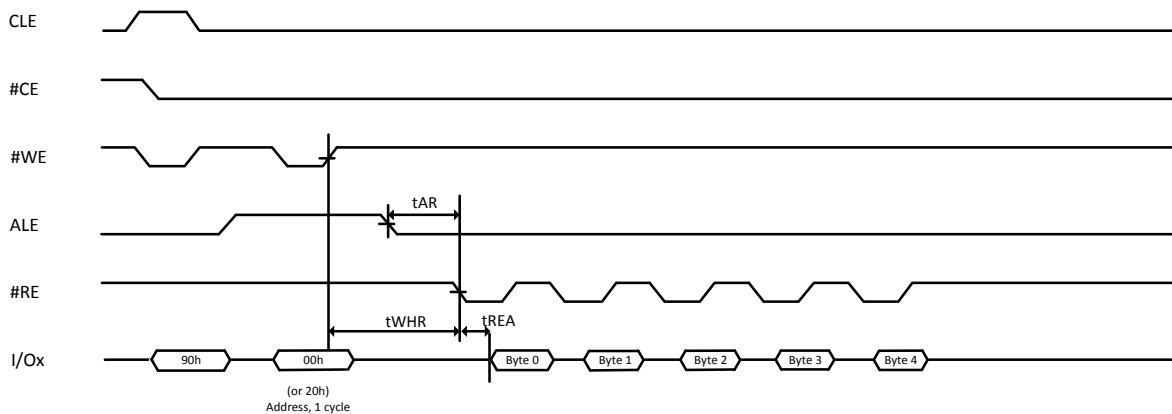 CLE
#CE
#WE
tAR
ALE
#RE
tWHR tREA
I/Ox 90h 00h Byte 0 Byte 1 Byte 2 Byte 3 Byte 4
(or 20h)
Address, 1 cycle